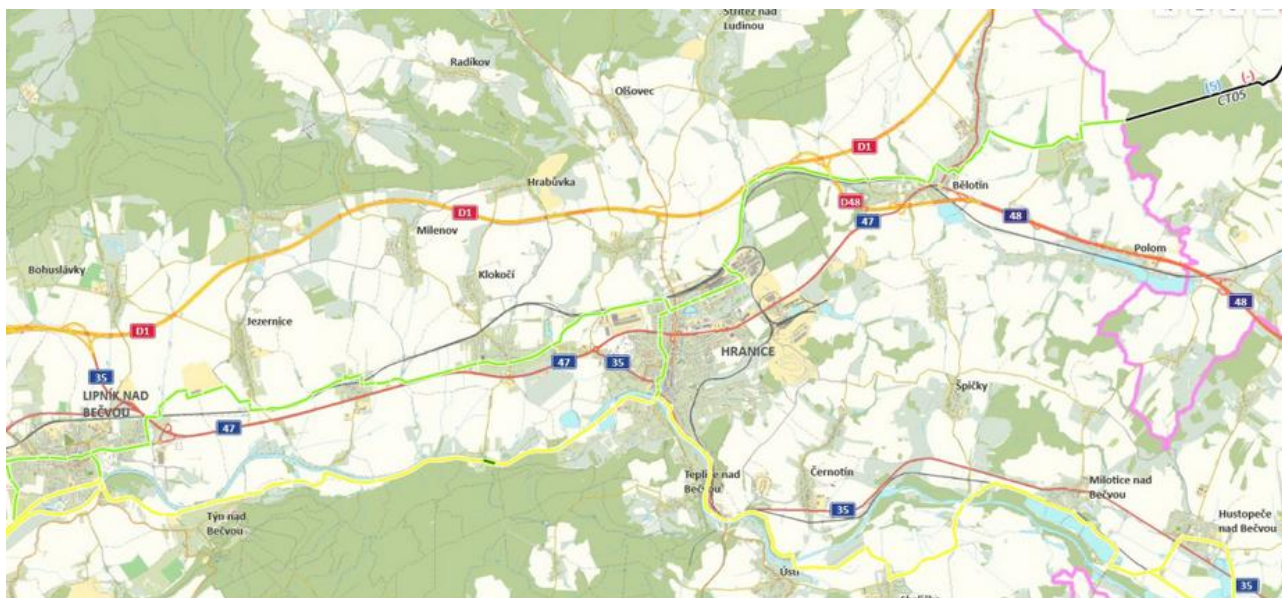 Střítež nad
Ludinou
Radíkov
Olšovec
(5)
(-)
CT05
D1
Hrabůvka
Bělotín
D48
D1
47
48
Milenov
Polom
Bohuslávky
Klokočí
48
Jezernice
D1
HRANICE
47
35
35
LIPNÍK NAD
BEČVOU
Špičky
47
Teplice nad
Bečvou
Černotín
Milotice nad
Bečvou
35
Hustopeče
nad Bečvou
Týn nad
Bečvou
Ústí
35